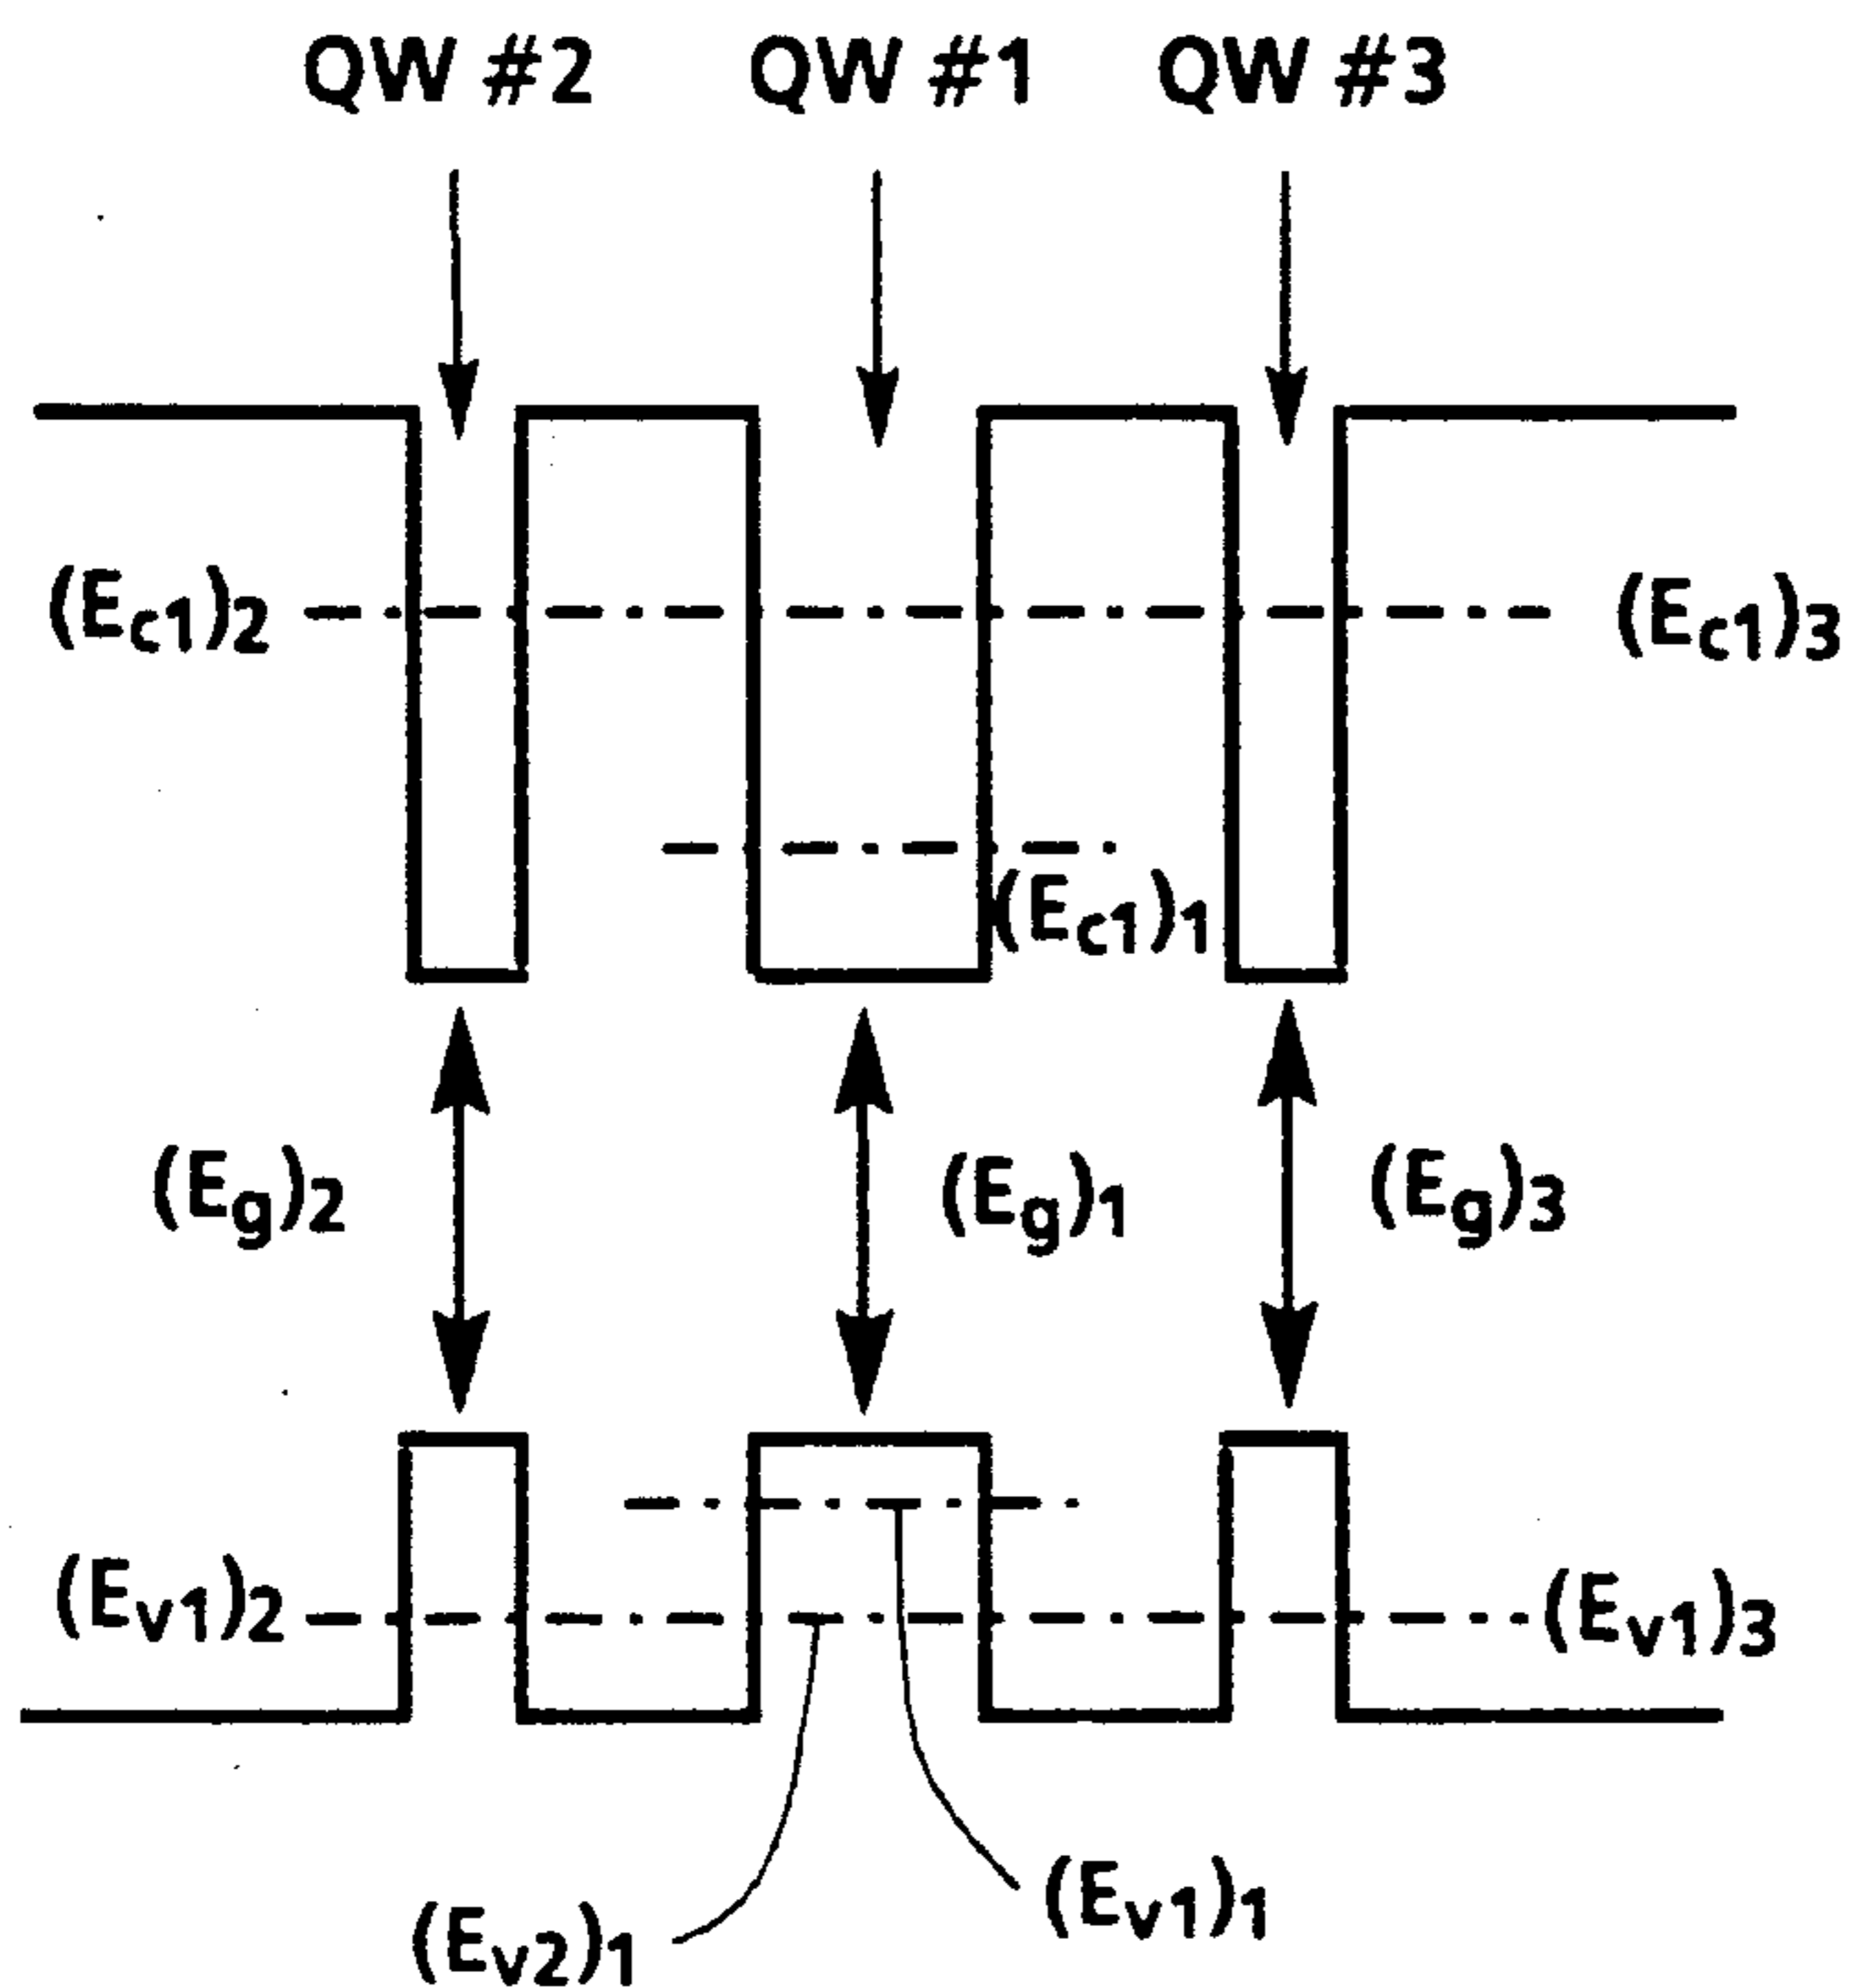 QW #2 QW #1 QW #3
(Ec1)2 (Ec1)3
(Ec1)1
(Eg)2 (Eg)1 (Eg)3
(Ev1)2 (Ev1)3
(Ev2)1 (Ev1)1